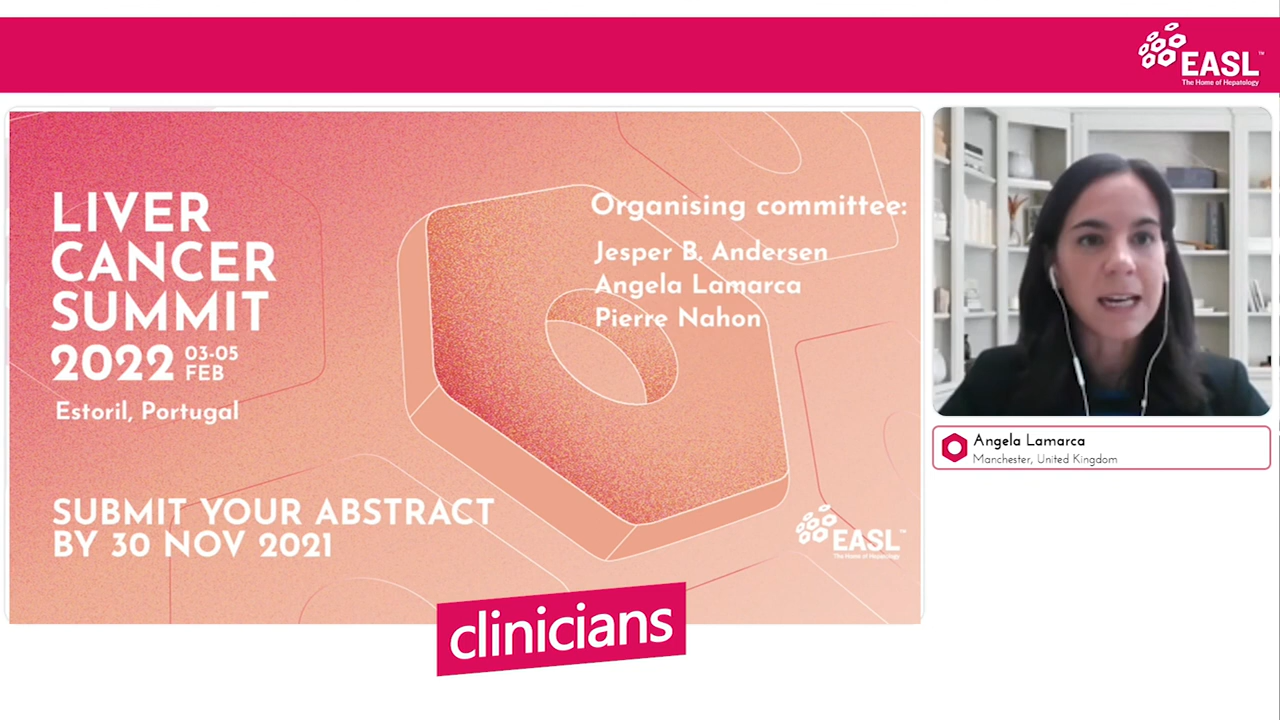 EASL
TM
The Home of Hepatology
LIVER
CANCER
SUMMIT
2022 03-05
FEB
Estoril, Portugal
SUBMIT YOUR ABSTRACT
BY 30 NOV 2021
Organising committee:
Jesper B. Andersen
Angela Lamarca
Pierre Nahon
EASL
TM
The Home of Hepatology
clinicians
Angela Lamarca
Manchester, United Kingdom